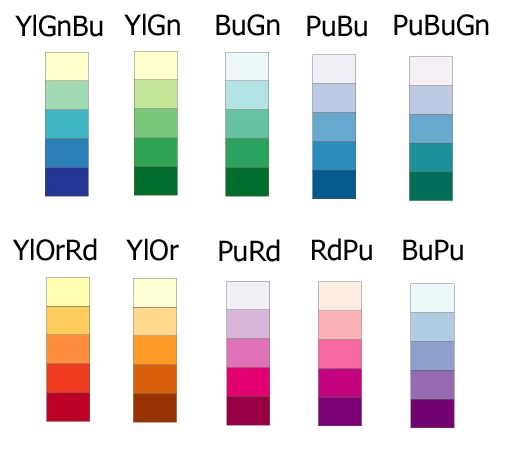 YlGnBu YlGn BuGn PuBu PuBuGn
YlOrRd YlOr PuRd RdPu BuPu